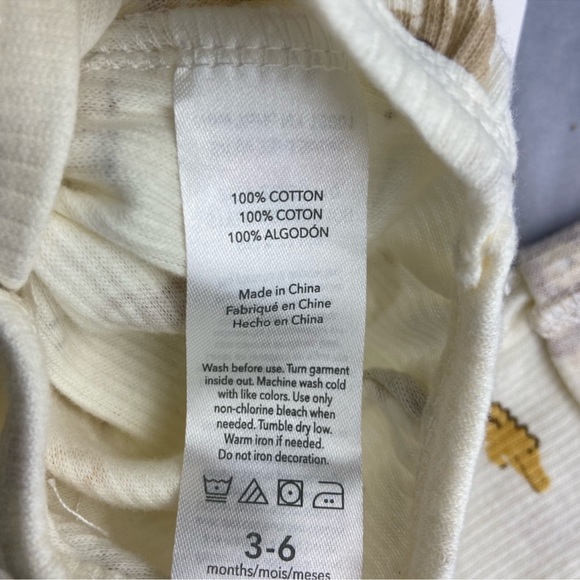 100% COTTON
100% COTON
100% ALGODÓN
Made in China
Fabriqué en Chine
Hecho en China
Wash before use. Turn garment
inside out. Machine wash cold
with like colors. Use only
non-chlorine bleach when
needed. Tumble dry low.
Warm iron if needed.
Do not iron decoration.
3-6
months/mois/meses